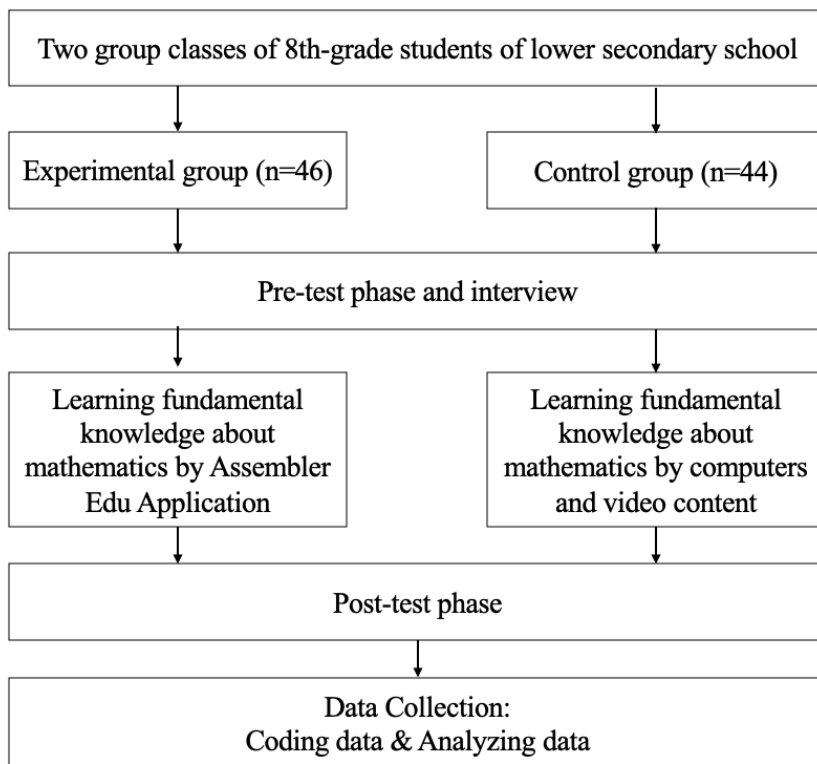 Two group classes of 8th-grade students of lower secondary school
Experimental group (n=46)
Control group (n=44)
Pre-test phase and interview
Learning fundamental
knowledge about
mathematics by Assembler
Edu Application
Learning fundamental
knowledge about
mathematics by computers
and video content
Post-test phase
Data Collection:
Coding data & Analyzing data